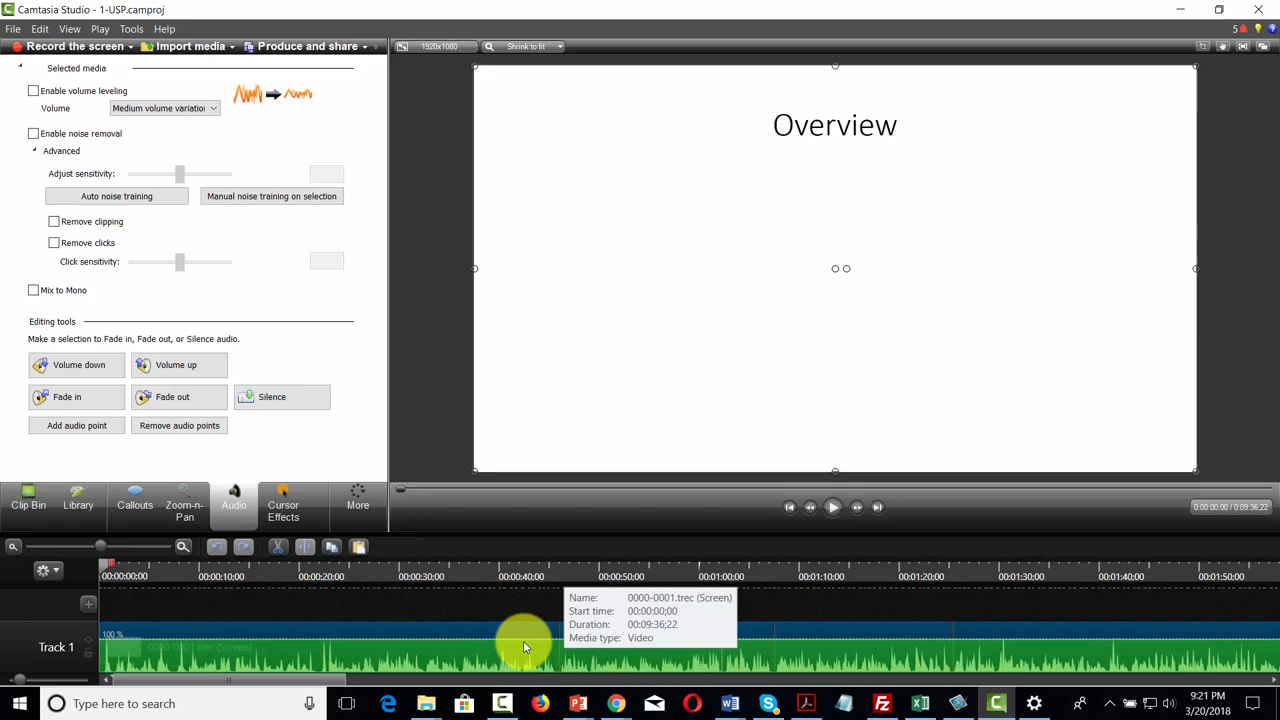 Camtasia Studio - 1-USP.camproj
File Edit View Play Tools Help
5
Record the screen Import media Produce and share
1920x1080 Shrink to fit
Selected media
Enable volume leveling
Volume Medium volume variation
Enable noise removal
Advanced
Adjust sensitivity:
Auto noise training Manual noise training on selection
Remove clipping
Remove clicks
Click sensitivity:
Mix to Mono
Editing tools
Make a selection to Fade in, Fade out, or Silence audio.
Volume down Volume up
Fade in Fade out Silence
Add audio point Remove audio points
Overview
Clip Bin Library Callouts Zoom-n-Pan Audio Cursor Effects More
0:00:00;00 / 0:09:36;22
00:00:00;00 00:00:10;00 00:00:20;00 00:00:30;00 00:00:40;00 00:00:50;00 00:01:00;00 00:01:10;00 00:01:20;00 00:01:30;00 00:01:40;00 00:01:50;00
Name: 0000-0001.trec (Screen)
Start time: 00:00:00;00
Duration: 00:09:36;22
Media type: Video
100 %
Track 1 0000-0001.trec (Screen)
Type here to search
9:21 PM
3/20/2018